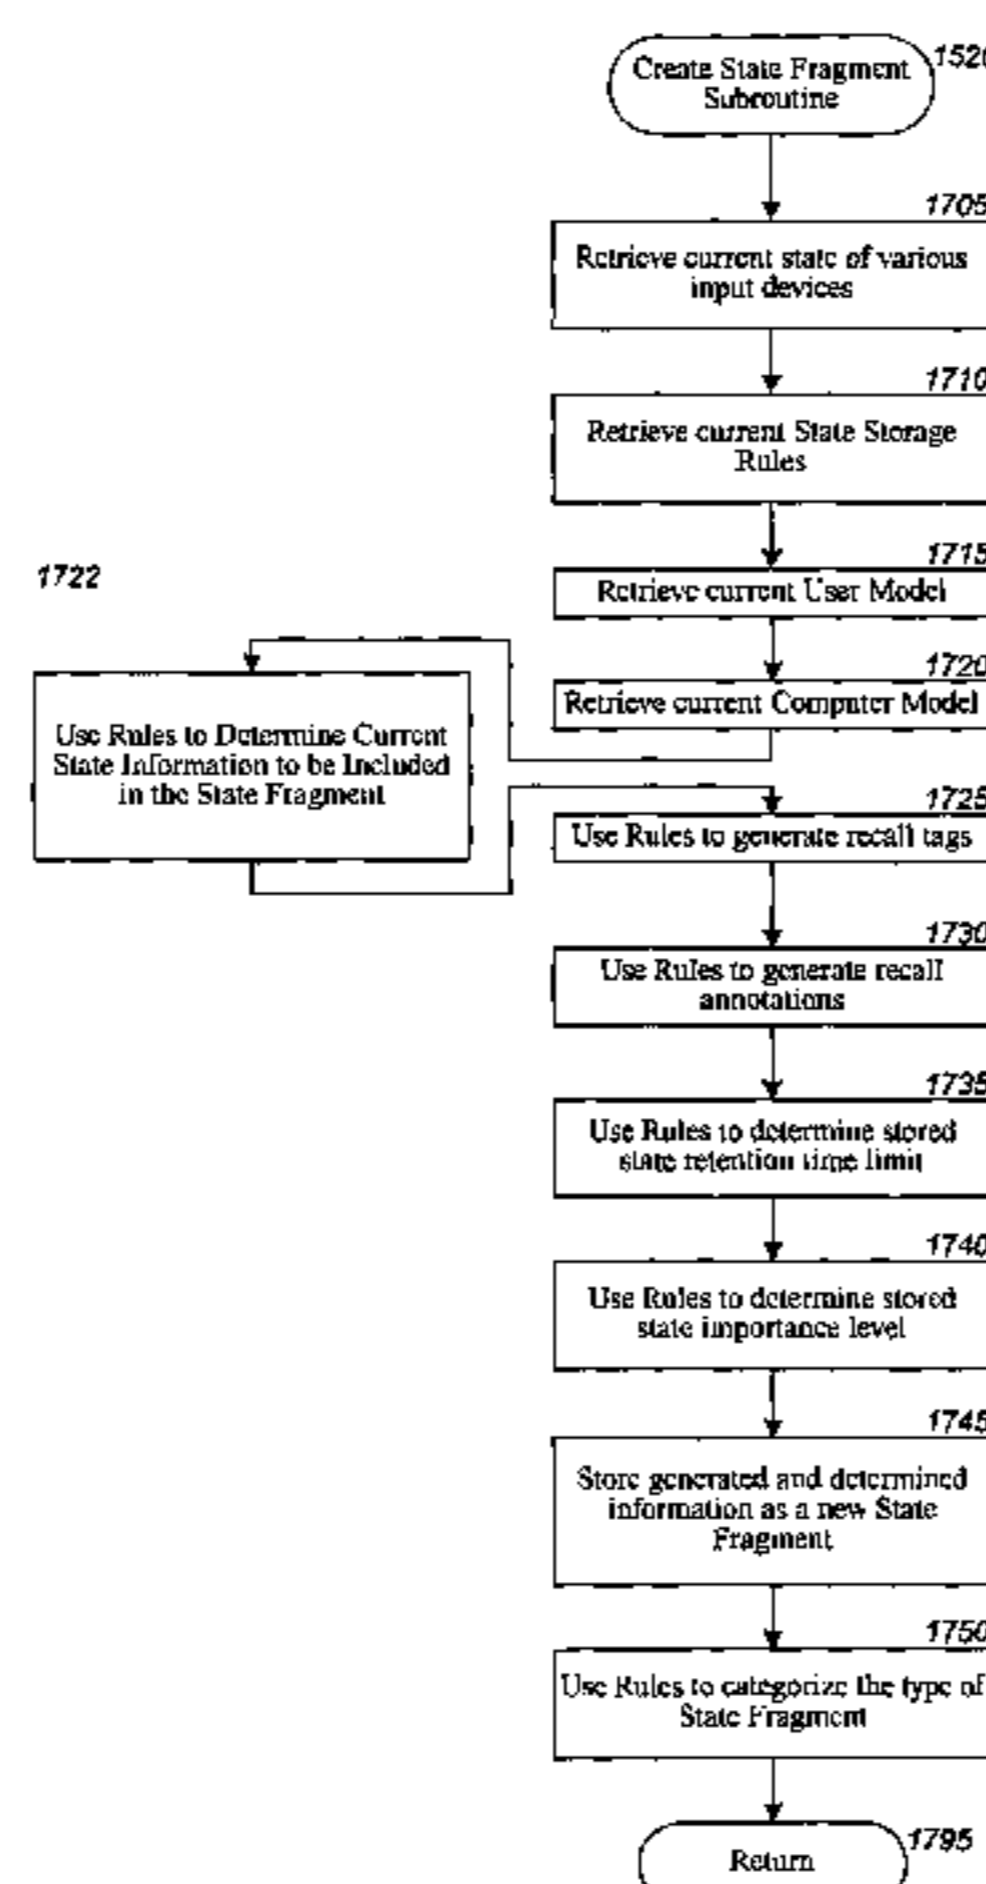 Create State Fragment
Subroutine
1520
1705
Retrieve current state of various
input devices
1710
Retrieve current State Storage
Rules
1715
Retrieve current User Model
1720
Retrieve current Computer Model
1722
Use Rules to Determine Current
State Information to be Included
in the State Fragment
1725
Use Rules to generate recall tags
1730
Use Rules to generate recall
annotations
1735
Use Rules to determine stored
state retention time limit
1740
Use Rules to determine stored
state importance level
1745
Store generated and determined
information as a new State
Fragment
1750
Use Rules to categorize the type of
State Fragment
1795
Return